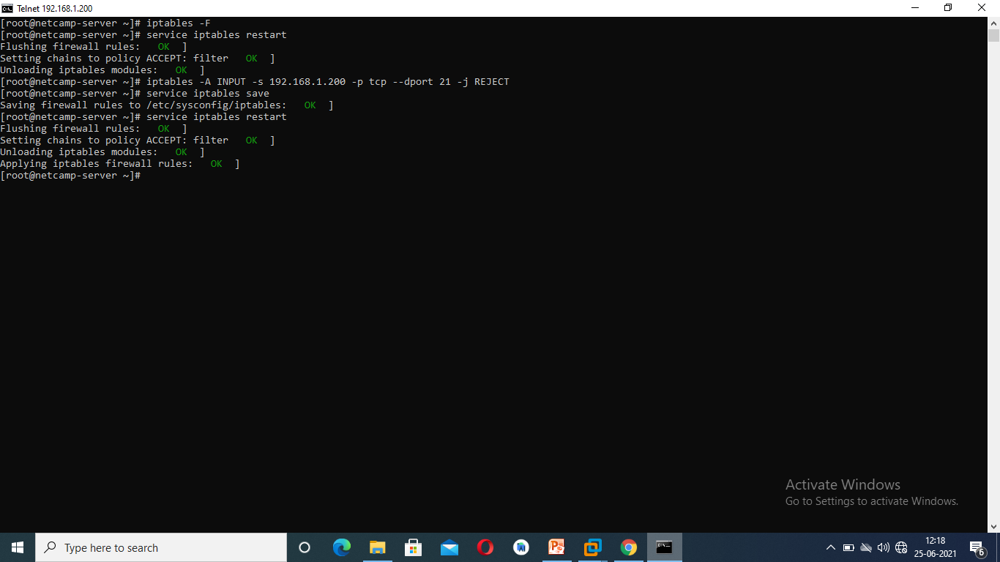 Telnet 192.168.1.200
[root@netcamp-server ~]# iptables -F
[root@netcamp-server ~]# service iptables restart
Flushing firewall rules:   OK  ]
Setting chains to policy ACCEPT: filter   OK  ]
Unloading iptables modules:   OK  ]
[root@netcamp-server ~]# iptables -A INPUT -s 192.168.1.200 -p tcp --dport 21 -j REJECT
[root@netcamp-server ~]# service iptables save
Saving firewall rules to /etc/sysconfig/iptables:   OK  ]
[root@netcamp-server ~]# service iptables restart
Flushing firewall rules:   OK  ]
Setting chains to policy ACCEPT: filter   OK  ]
Unloading iptables modules:   OK  ]
Applying iptables firewall rules:   OK  ]
[root@netcamp-server ~]#
Activate Windows
Go to Settings to activate Windows.
Type here to search
12:18
25-06-2021
6